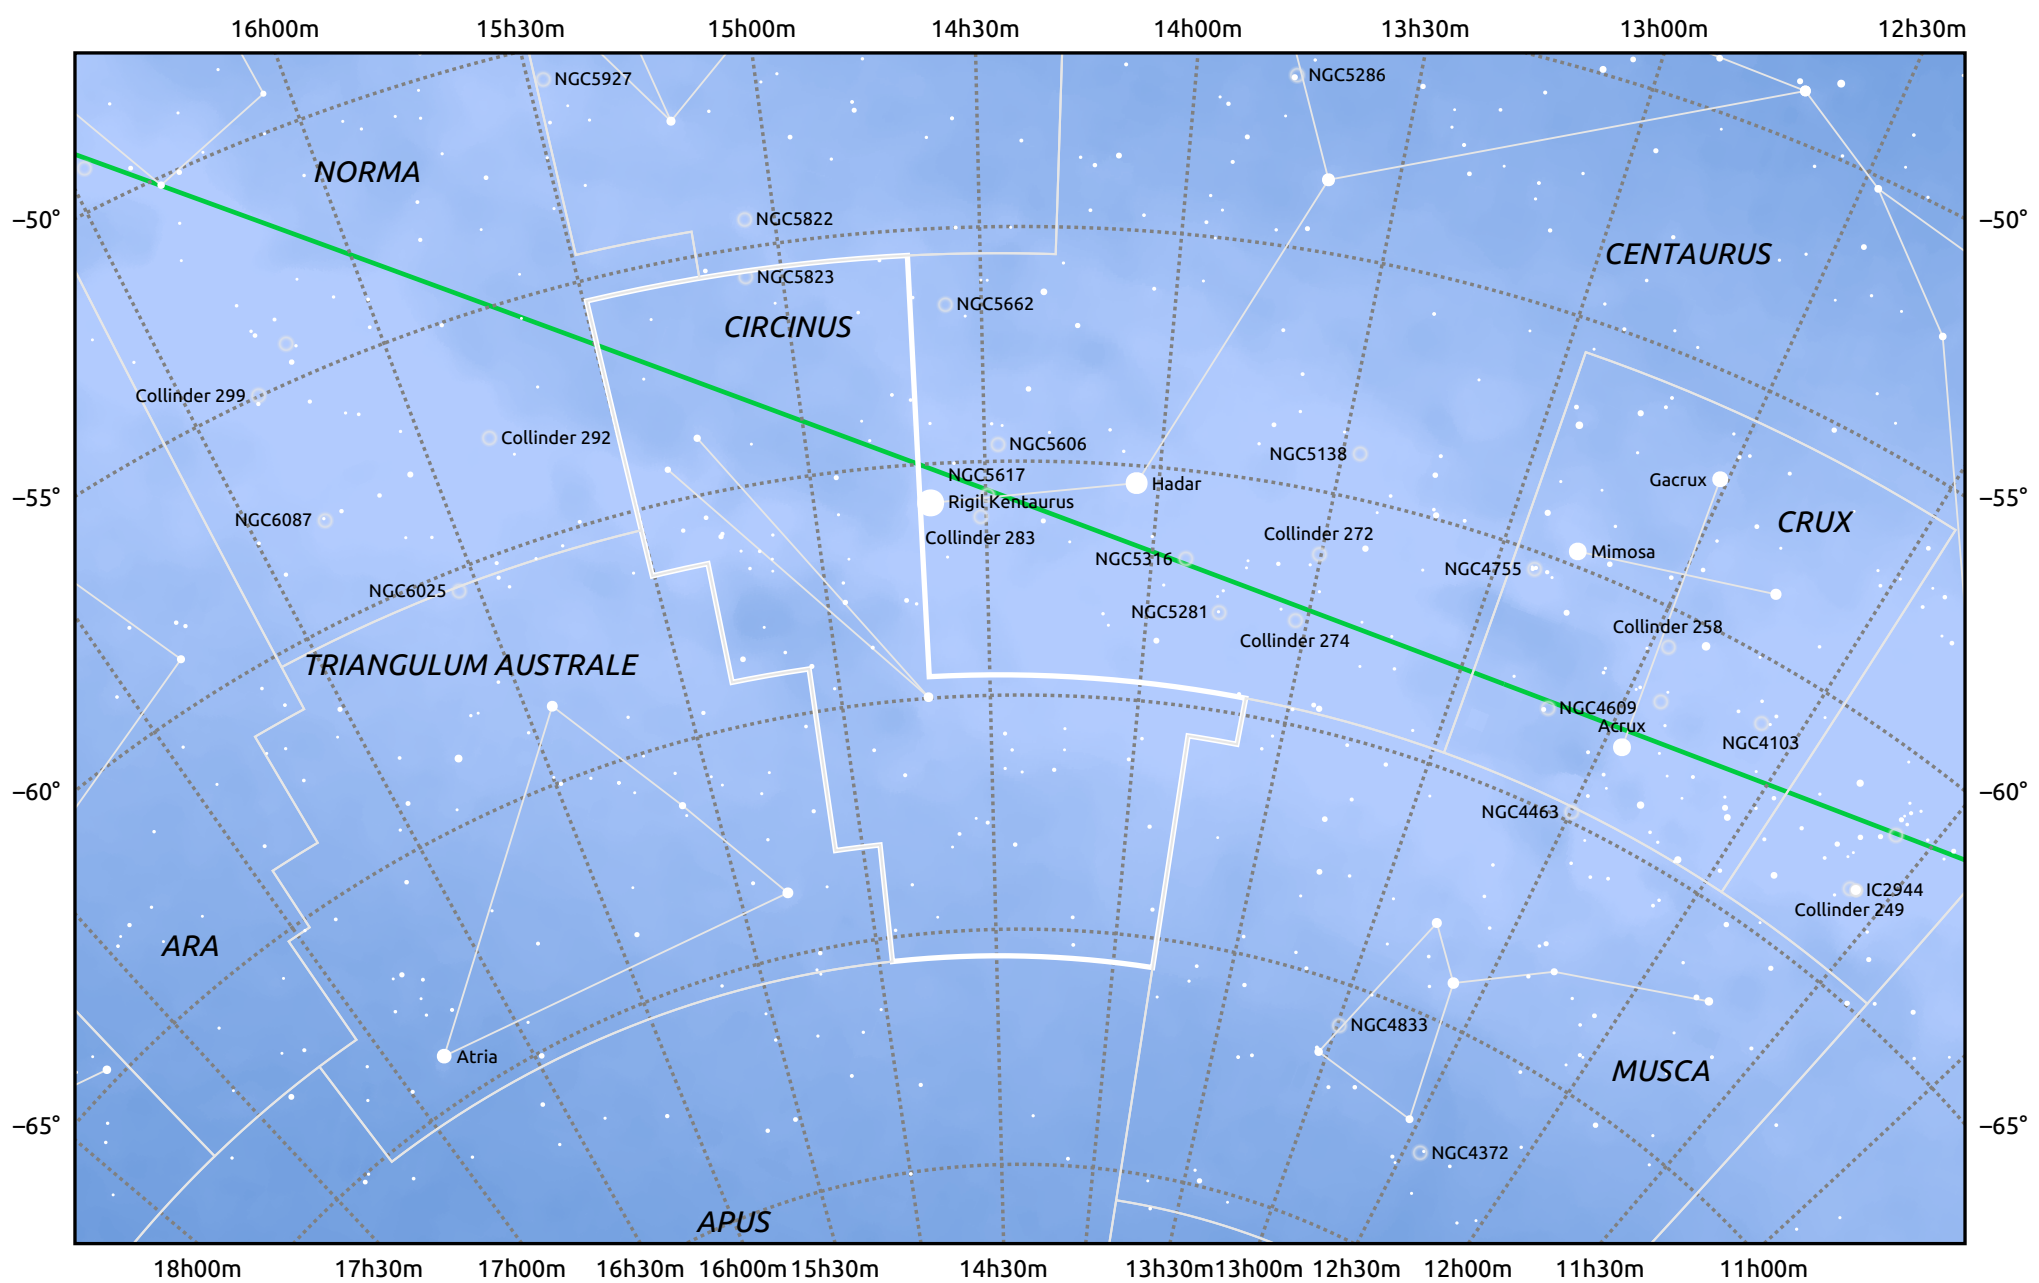 16h00m 15h30m 15h00m 14h30m 14h00m 13h30m 13h00m 12h30m
NGC5927
NGC5286
NORMA
−50°
NGC5822
−50°
CENTAURUS
NGC5823
NGC5662
CIRCINUS
Collinder 299
Collinder 292
NGC5606
NGC5138
NGC5617
Gacrux
Hadar
−55°
Rigil Kentaurus
−55°
NGC6087
CRUX
Collinder 283
Collinder 272
Mimosa
NGC5316
NGC4755
NGC6025
NGC5281
Collinder 258
Collinder 274
TRIANGULUM AUSTRALE
NGC4609
Acrux
NGC4103
−60°
−60°
NGC4463
IC2944
Collinder 249
ARA
NGC4833
Atria
MUSCA
−65°
−65°
NGC4372
APUS
18h00m 17h30m 17h00m 16h30m 16h00m 15h30m 14h30m 13h30m 13h00m 12h30m 12h00m 11h30m 11h00m